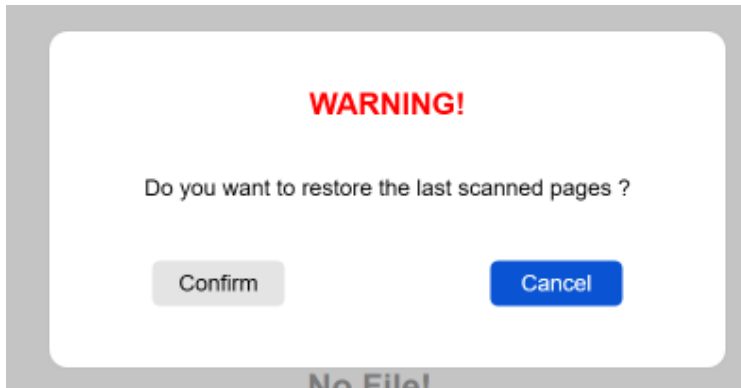 WARNING!
Do you want to restore the last scanned pages ?
Confirm
Cancel
No File!